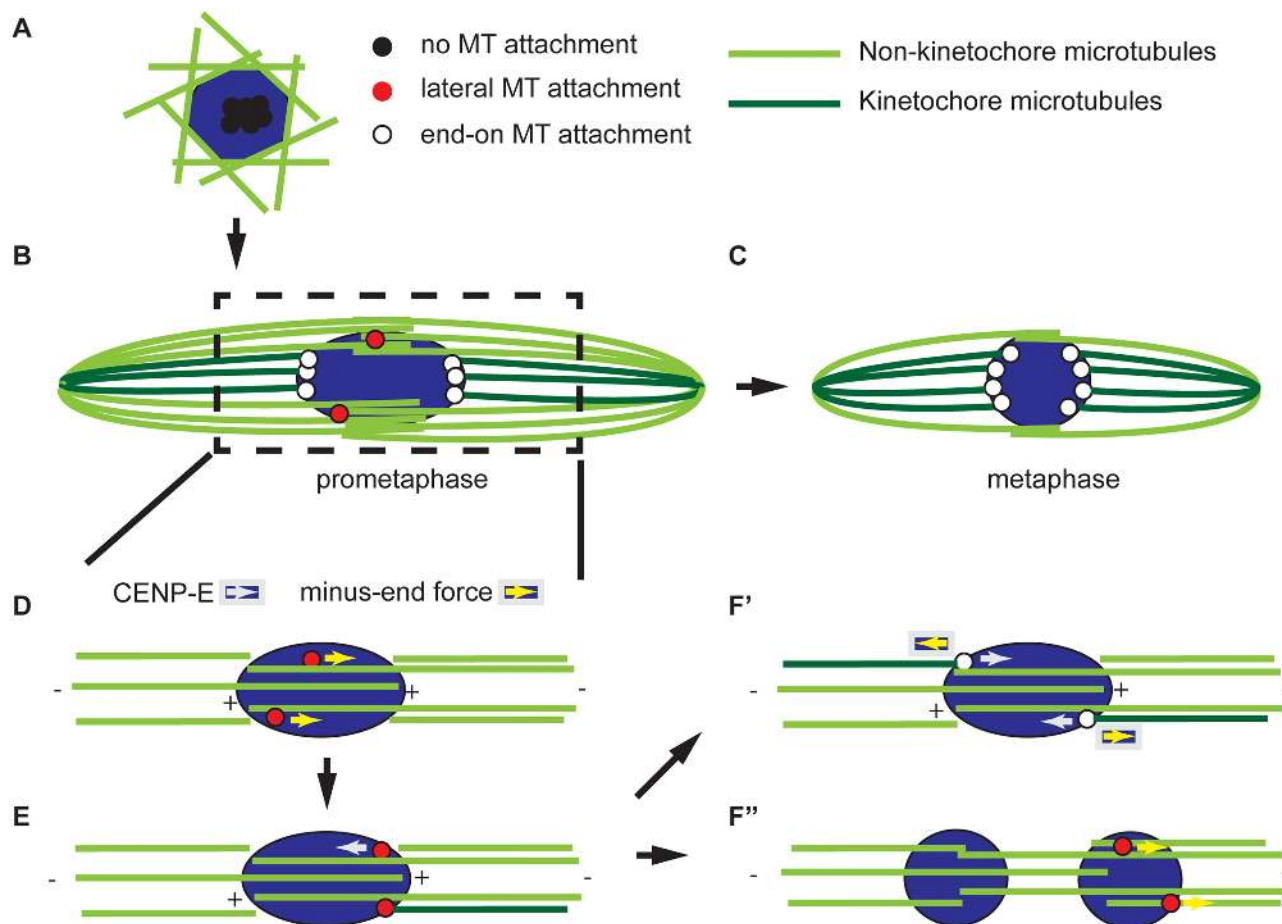 A
no MT attachment
lateral MT attachment
end-on MT attachment
Non-kinetochore microtubules
Kinetochore microtubules
B
C
prometaphase
metaphase
CENP-E
minus-end force
D
- + + -
F'
- + + -
E
- + + -
F"
- -